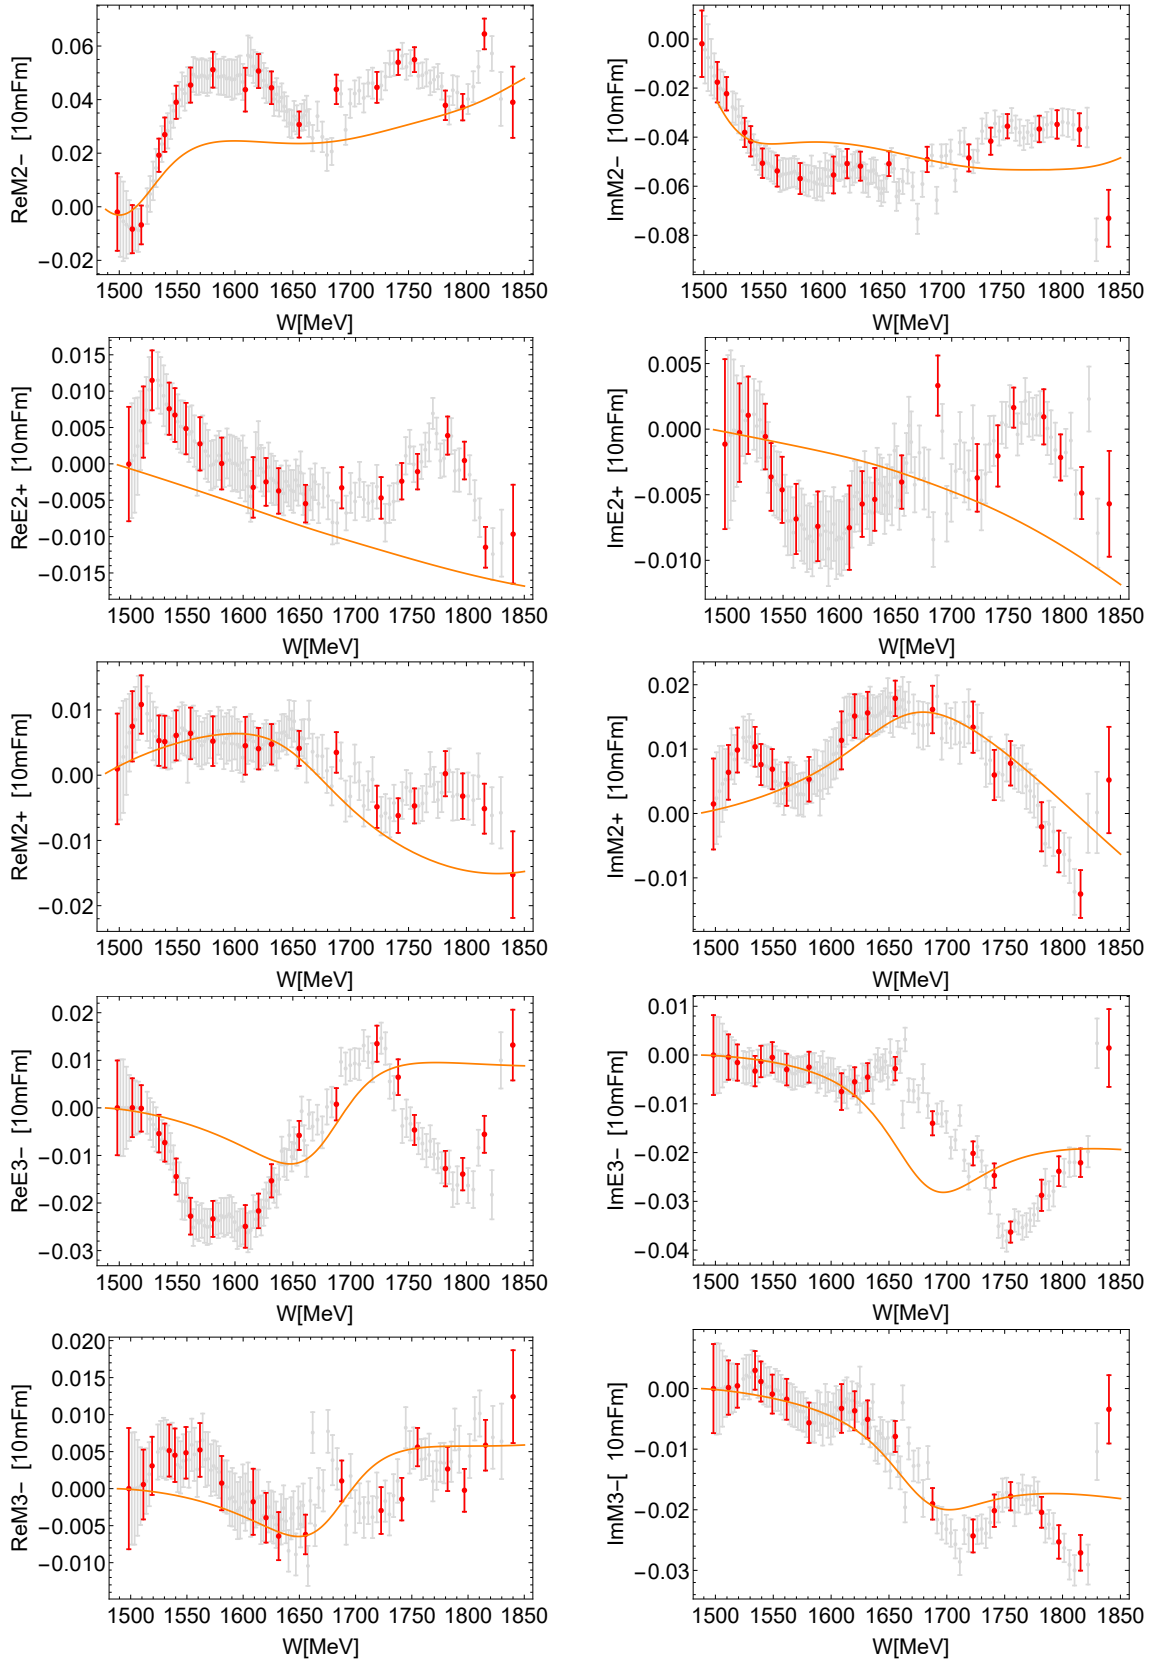 ReM2− [10mFm]
0.06
0.04
0.02
0.00
−0.02
1500 1550 1600 1650 1700 1750 1800 1850
W[MeV]
ImM2− [10mFm]
0.00
−0.02
−0.04
−0.06
−0.08
1500 1550 1600 1650 1700 1750 1800 1850
W[MeV]
ReE2+ [10mFm]
0.015
0.010
0.005
0.000
−0.005
−0.010
−0.015
1500 1550 1600 1650 1700 1750 1800 1850
W[MeV]
ImE2+ [10mFm]
0.005
0.000
−0.005
−0.010
1500 1550 1600 1650 1700 1750 1800 1850
W[MeV]
ReM2+ [10mFm]
0.01
0.00
−0.01
−0.02
1500 1550 1600 1650 1700 1750 1800 1850
W[MeV]
ImM2+ [10mFm]
0.02
0.01
0.00
−0.01
1500 1550 1600 1650 1700 1750 1800 1850
W[MeV]
ReE3− [10mFm]
0.02
0.01
0.00
−0.01
−0.02
−0.03
1500 1550 1600 1650 1700 1750 1800 1850
W[MeV]
ImE3− [10mFm]
0.01
0.00
−0.01
−0.02
−0.03
−0.04
1500 1550 1600 1650 1700 1750 1800 1850
W[MeV]
ReM3− [10mFm]
0.020
0.015
0.010
0.005
0.000
−0.005
−0.010
1500 1550 1600 1650 1700 1750 1800 1850
W[MeV]
ImM3−[ 10mFm]
0.00
−0.01
−0.02
−0.03
1500 1550 1600 1650 1700 1750 1800 1850
W[MeV]